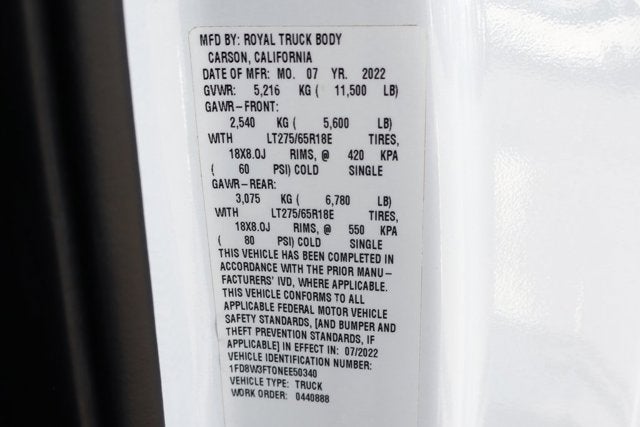 MFD BY: ROYAL TRUCK BODY
CARSON, CALIFORNIA
DATE OF MFR: MO. 07 YR. 2022
GVWR: 5,216 KG ( 11,500 LB)
GAWR-FRONT:
2,540 KG ( 5,600 LB)
WITH LT275/65R18E TIRES,
18X8.0J RIMS, @ 420 KPA
( 60 PSI) COLD SINGLE
GAWR-REAR:
3,075 KG ( 6,780 LB)
WITH LT275/65R18E TIRES,
18X8.0J RIMS, @ 550 KPA
( 80 PSI) COLD SINGLE
THIS VEHICLE HAS BEEN COMPLETED IN
ACCORDANCE WITH THE PRIOR MANU-
FACTURERS' IVD, WHERE APPLICABLE.
THIS VEHICLE CONFORMS TO ALL
APPLICABLE FEDERAL MOTOR VEHICLE
SAFETY STANDARDS, [AND BUMPER AND
THEFT PREVENTION STANDARDS, IF
APPLICABLE] IN EFFECT IN: 07/2022
VEHICLE IDENTIFICATION NUMBER:
1FD8W3FT0NEE50340
VEHICLE TYPE: TRUCK
WORK ORDER: 0440888